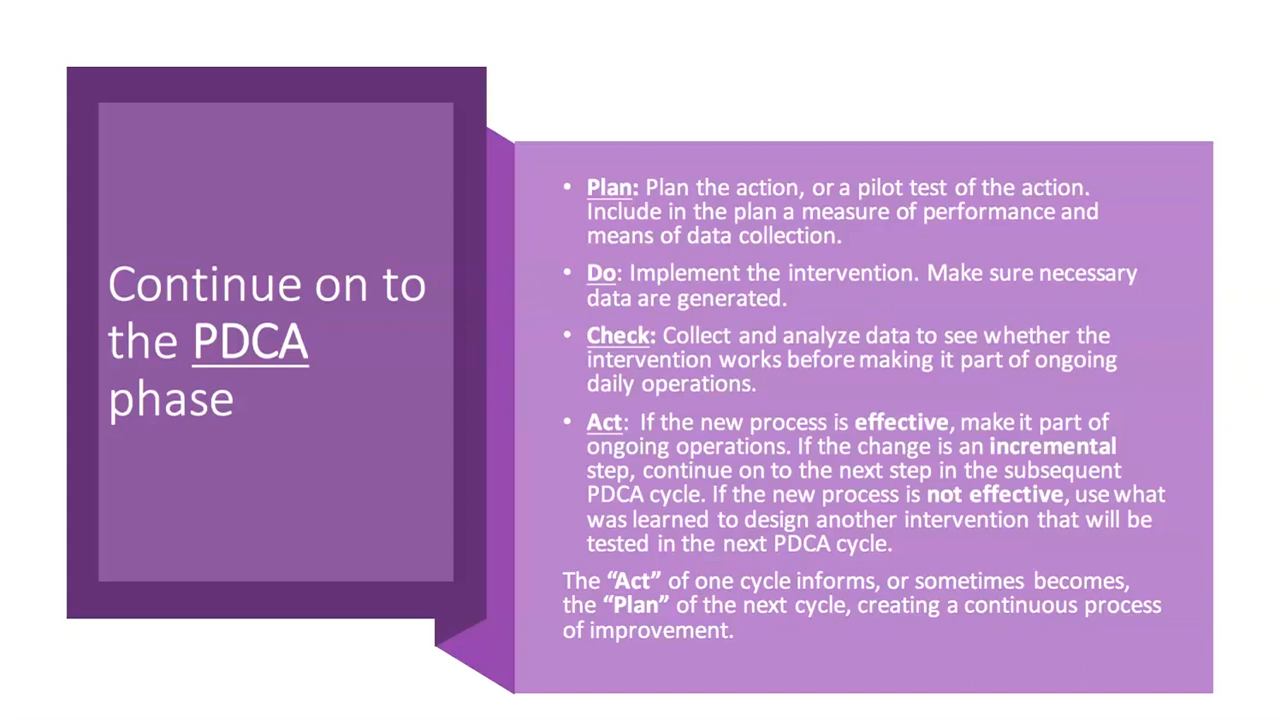 Continue on to
the PDCA
phase
• Plan: Plan the action, or a pilot test of the action.
Include in the plan a measure of performance and
means of data collection.
• Do: Implement the intervention. Make sure necessary
data are generated.
• Check: Collect and analyze data to see whether the
intervention works before making it part of ongoing
daily operations.
• Act: If the new process is effective, make it part of
ongoing operations. If the change is an incremental
step, continue on to the next step in the subsequent
PDCA cycle. If the new process is not effective, use what
was learned to design another intervention that will be
tested in the next PDCA cycle.
The “Act” of one cycle informs, or sometimes becomes,
the “Plan” of the next cycle, creating a continuous process
of improvement.